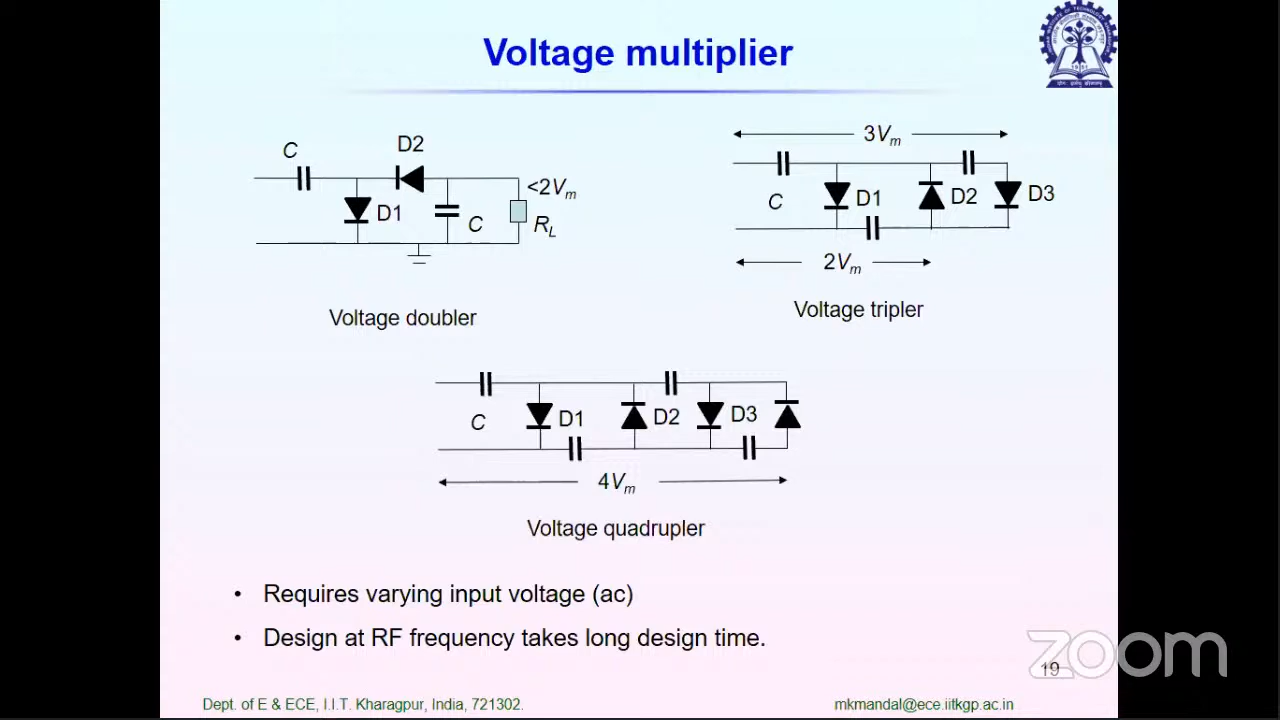 Voltage multiplier
C
D2
D1
C
<2Vm
RL
Voltage doubler
3Vm
C
D1
D2
D3
2Vm
Voltage tripler
C
D1
D2
D3
4Vm
Voltage quadrupler
• Requires varying input voltage (ac)
• Design at RF frequency takes long design time.
zoom
19
Dept. of E & ECE, I.I.T. Kharagpur, India, 721302.
mkmandal@ece.iitkgp.ac.in